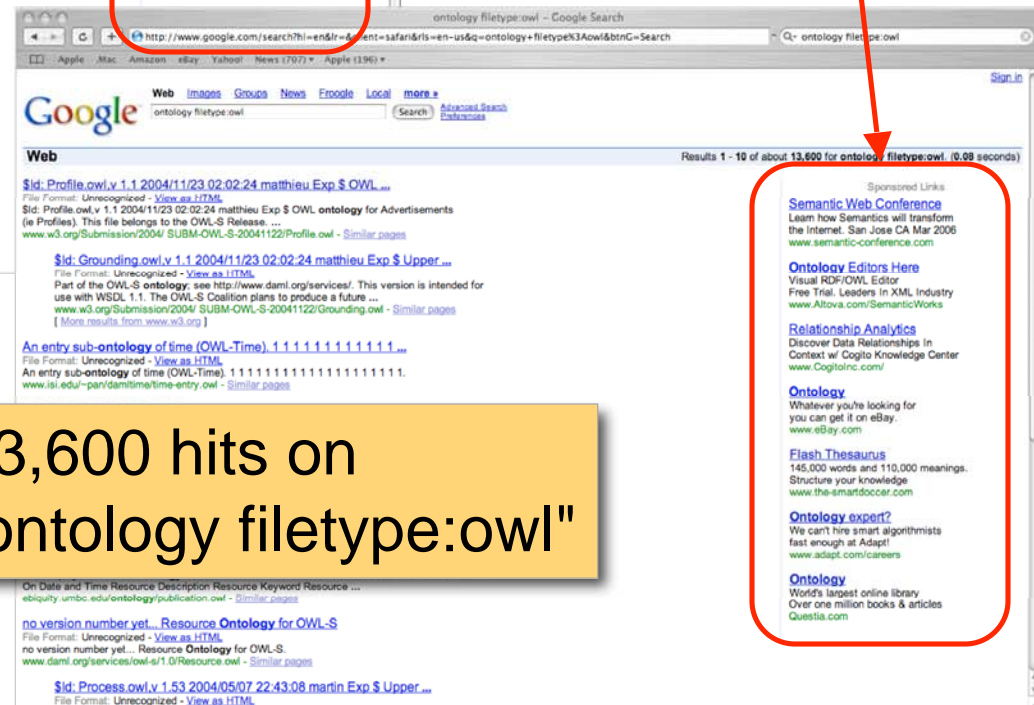 ontology filetype:owl – Google Search
http://www.google.com/search?hl=en&lr=&client=safari&rls=en-us&q=ontology+filetype%3Aowl&btnG=Search
ontology filetype:owl
Apple .Mac Amazon eBay Yahoo! News (707) Apple (196)
Sign in
Google
Web Images Groups News Froogle Local more »
ontology filetype:owl
Search
Advanced Search
Preferences
Web
Results 1 - 10 of about 13,600 for ontology filetype:owl. (0.08 seconds)
$Id: Profile.owl,v 1.1 2004/11/23 02:02:24 matthieu Exp $ OWL ...
File Format: Unrecognized - View as HTML
$Id: Profile.owl,v 1.1 2004/11/23 02:02:24 matthieu Exp $ OWL ontology for Advertisements
(ie Profiles). This file belongs to the OWL-S Release. ...
www.w3.org/Submission/2004/ SUBM-OWL-S-20041122/Profile.owl - Similar pages
$Id: Grounding.owl,v 1.1 2004/11/23 02:02:24 matthieu Exp $ Upper ...
File Format: Unrecognized - View as HTML
Part of the OWL-S ontology; see http://www.daml.org/services/. This version is intended for
use with WSDL 1.1. The OWL-S Coalition plans to produce a future ...
www.w3.org/Submission/2004/ SUBM-OWL-S-20041122/Grounding.owl - Similar pages
[ More results from www.w3.org ]
An entry sub-ontology of time (OWL-Time). 1 1 1 1 1 1 1 1 1 1 1 1 ...
File Format: Unrecognized - View as HTML
An entry sub-ontology of time (OWL-Time). 1 1 1 1 1 1 1 1 1 1 1 1 1 1 1 1 1 1 1 1.
www.isi.edu/~pan/damltime/time-entry.owl - Similar pages
3,600 hits on
ontology filetype:owl"
On Date and Time Resource Description Resource Keyword Resource ...
ebiquity.umbc.edu/ontology/publication.owl - Similar pages
no version number yet... Resource Ontology for OWL-S
File Format: Unrecognized - View as HTML
no version number yet... Resource Ontology for OWL-S.
www.daml.org/services/owl-s/1.0/Resource.owl - Similar pages
$Id: Process.owl,v 1.53 2004/05/07 22:43:08 martin Exp $ Upper ...
File Format: Unrecognized - View as HTML
Sponsored Links
Semantic Web Conference
Learn how Semantics will transform
the Internet. San Jose CA Mar 2006
www.semantic-conference.com
Ontology Editors Here
Visual RDF/OWL Editor
Free Trial. Leaders In XML Industry
www.Altova.com/SemanticWorks
Relationship Analytics
Discover Data Relationships In
Context w/ Cogito Knowledge Center
www.CogitoInc.com/
Ontology
Whatever you're looking for
you can get it on eBay.
www.eBay.com
Flash Thesaurus
145,000 words and 110,000 meanings.
Structure your knowledge
www.the-smartdoccer.com
Ontology expert?
We can't hire smart algorithmists
fast enough at Adapt!
www.adapt.com/careers
Ontology
World's largest online library
Over one million books & articles
Questia.com